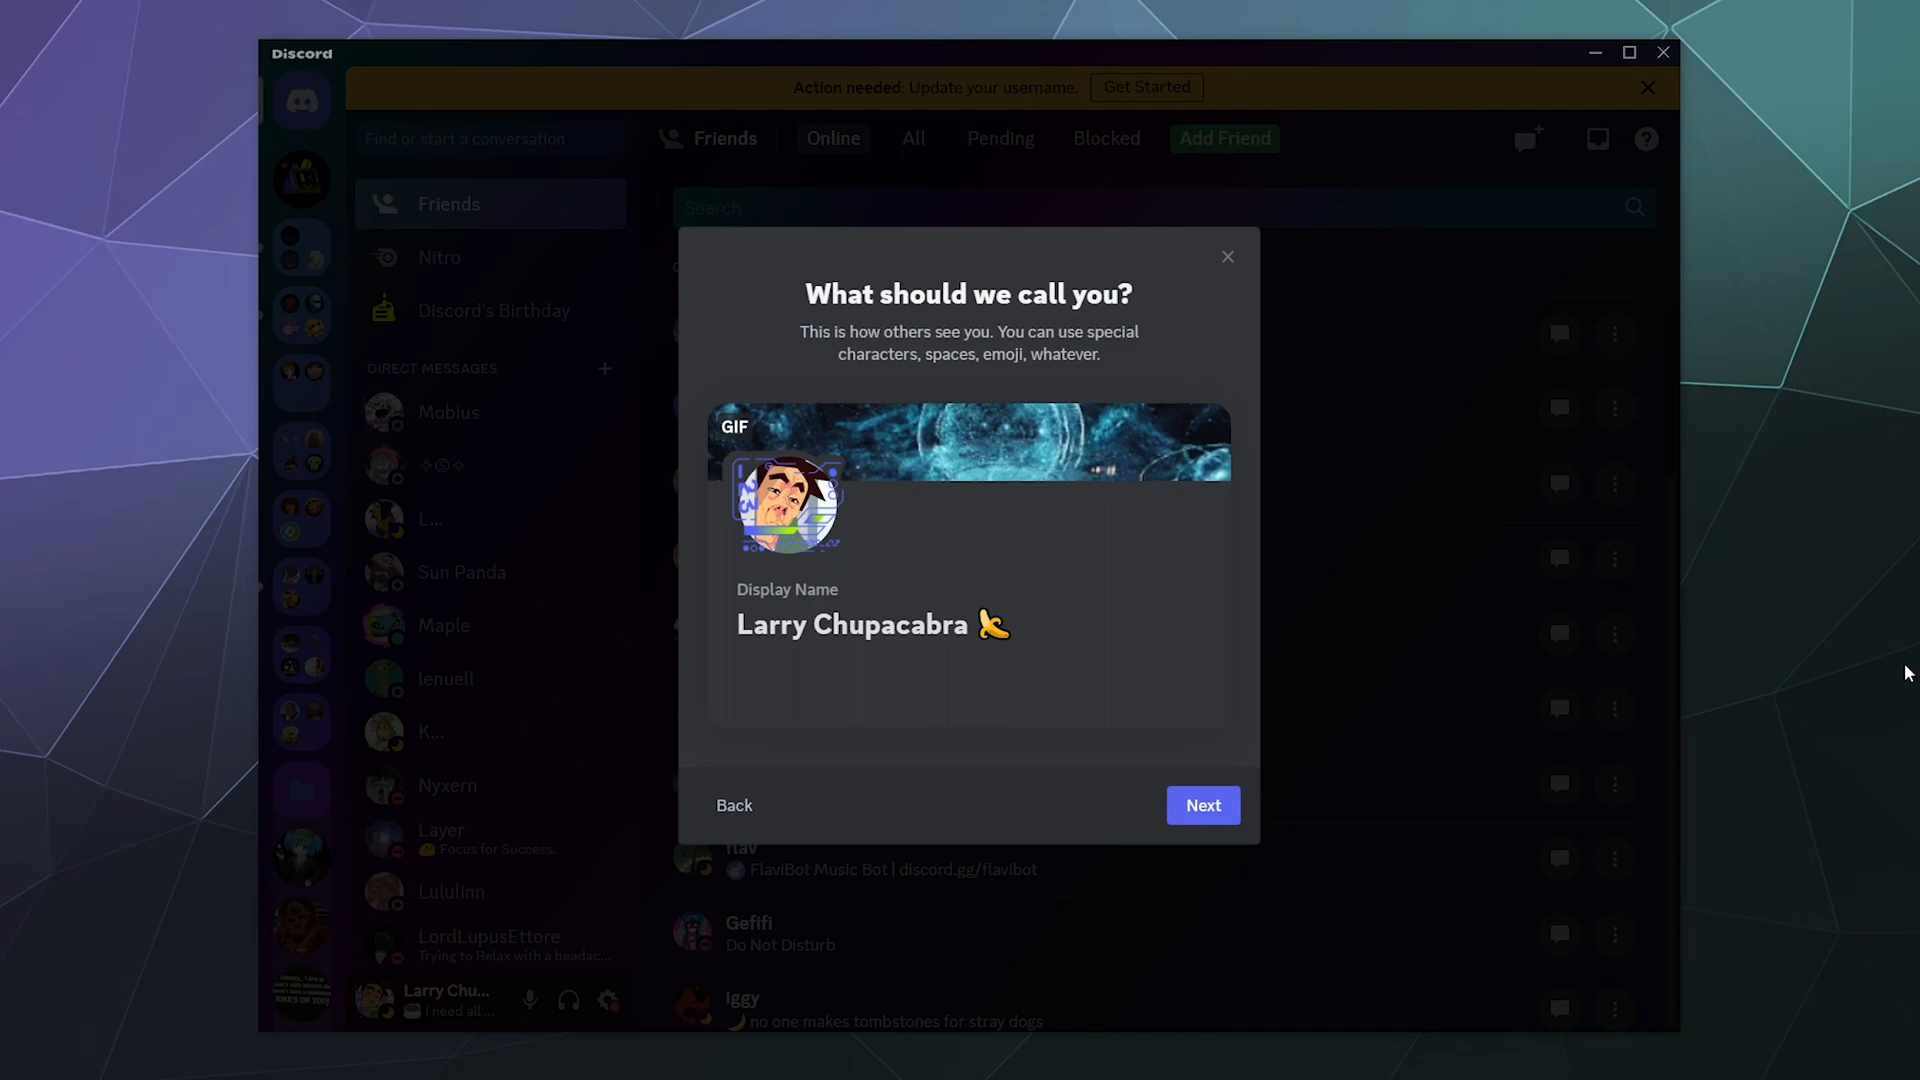 Discord
Action needed: Update your username.
Get Started
Find or start a conversation
Friends
Online
All
Pending
Blocked
Add Friend
Friends
Search
Nitro
Discord's Birthday
DIRECT MESSAGES
Mobius
✧Ⓢ✧
L...
Sun Panda
Maple
lenuell
K...
Nyxern
Layer
Focus for Success.
Lululinn
LordLupusEttore
Trying to Relax with a headac...
Larry Chu...
I need all ...
What should we call you?
This is how others see you. You can use special
characters, spaces, emoji, whatever.
GIF
Display Name
Larry Chupacabra 🍌
Back
Next
flav
FlaviBot Music Bot | discord.gg/flavibot
Gefifi
Do Not Disturb
iggy
🌙 no one makes tombstones for stray dogs